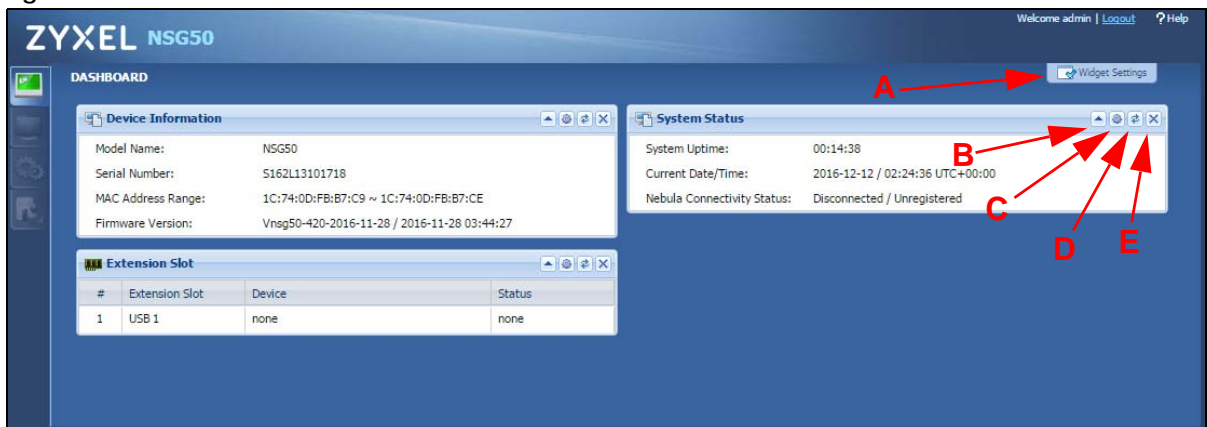 Welcome admin | Logout ? Help
ZYXEL NSG50
DASHBOARD
A
Widget Settings
Device Information
Model Name: NSG50
Serial Number: S162L13101718
MAC Address Range: 1C:74:0D:FB:B7:C9 ~ 1C:74:0D:FB:B7:CE
Firmware Version: Vnsg50-420-2016-11-28 / 2016-11-28 03:44:27
System Status
System Uptime: 00:14:38
Current Date/Time: 2016-12-12 / 02:24:36 UTC+00:00
Nebula Connectivity Status: Disconnected / Unregistered
B
C
D
E
Extension Slot
# Extension Slot Device Status
1 USB 1 none none